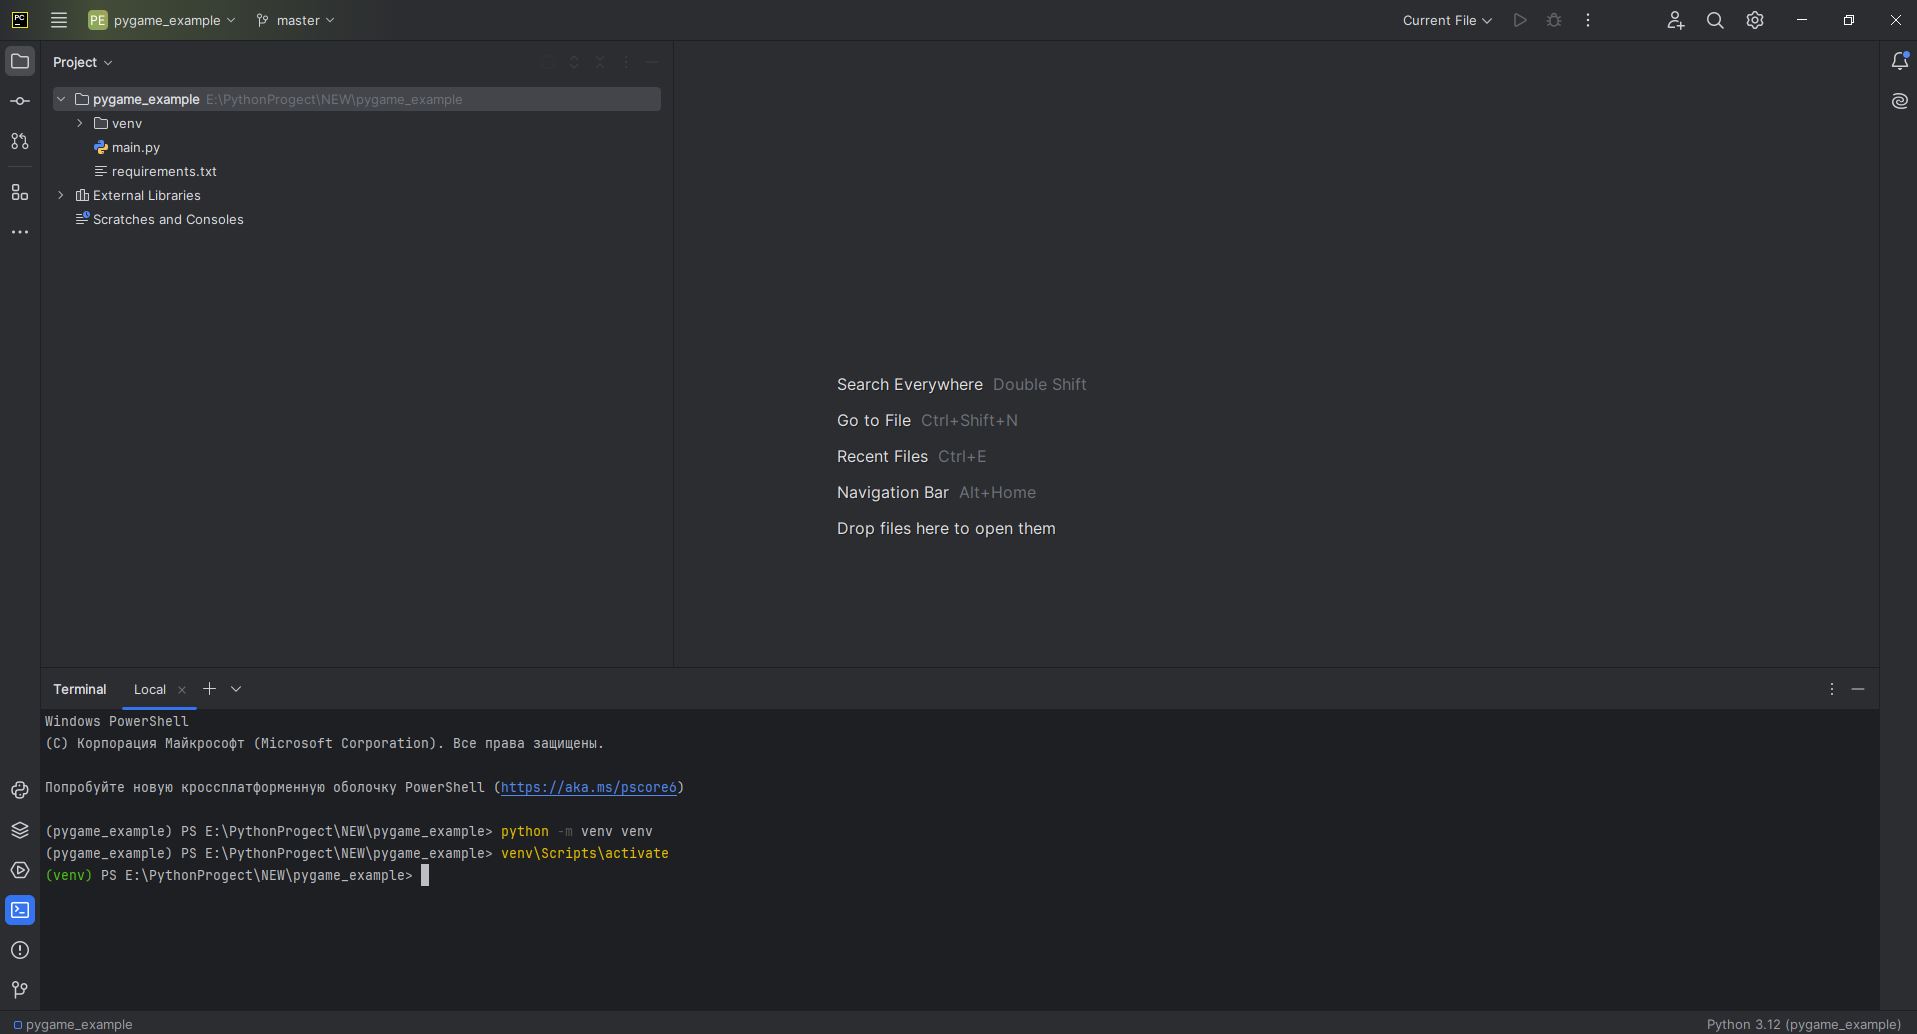 PC
PE pygame_example
master
Current File
Project
pygame_example E:\PythonProgect\NEW\pygame_example
venv
main.py
requirements.txt
External Libraries
Scratches and Consoles
Search Everywhere Double Shift
Go to File Ctrl+Shift+N
Recent Files Ctrl+E
Navigation Bar Alt+Home
Drop files here to open them
Terminal Local
Windows PowerShell
(C) Корпорация Майкрософт (Microsoft Corporation). Все права защищены.
Попробуйте новую кроссплатформенную оболочку PowerShell (https://aka.ms/pscore6)
(pygame_example) PS E:\PythonProgect\NEW\pygame_example> python -m venv venv
(pygame_example) PS E:\PythonProgect\NEW\pygame_example> venv\Scripts\activate
(venv) PS E:\PythonProgect\NEW\pygame_example>
pygame_example
Python 3.12 (pygame_example)